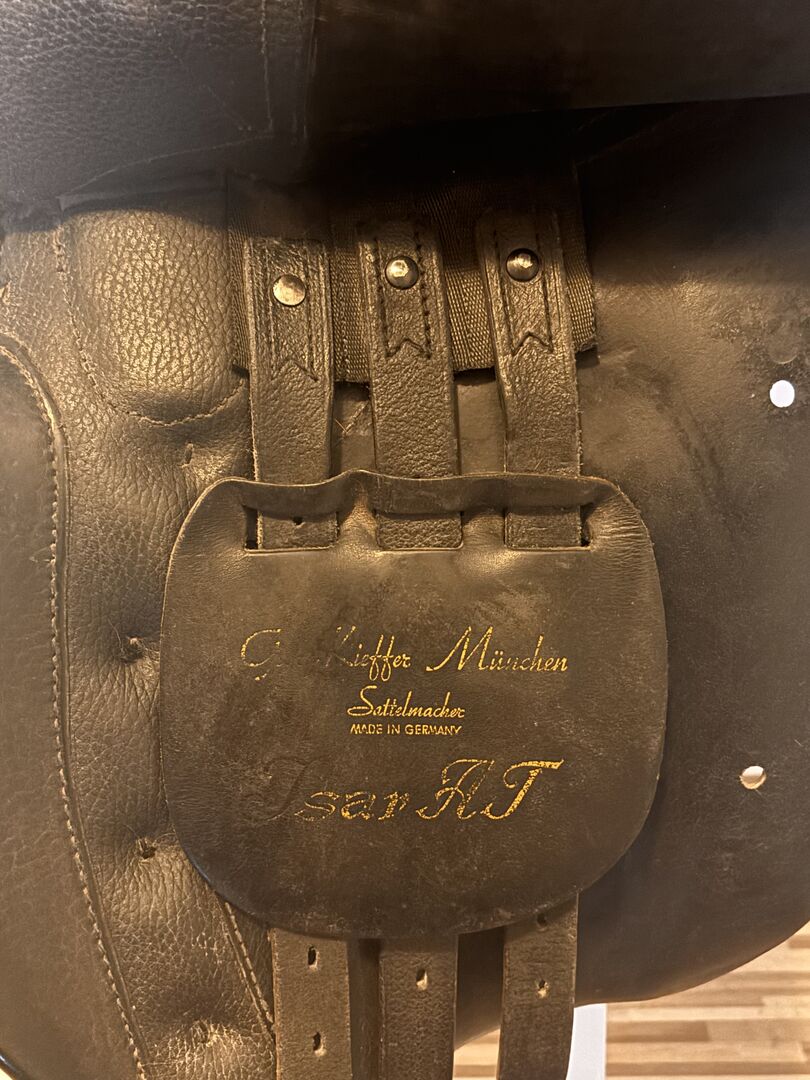 Kieffer München
Sattelmacher
MADE IN GERMANY
Isar AT